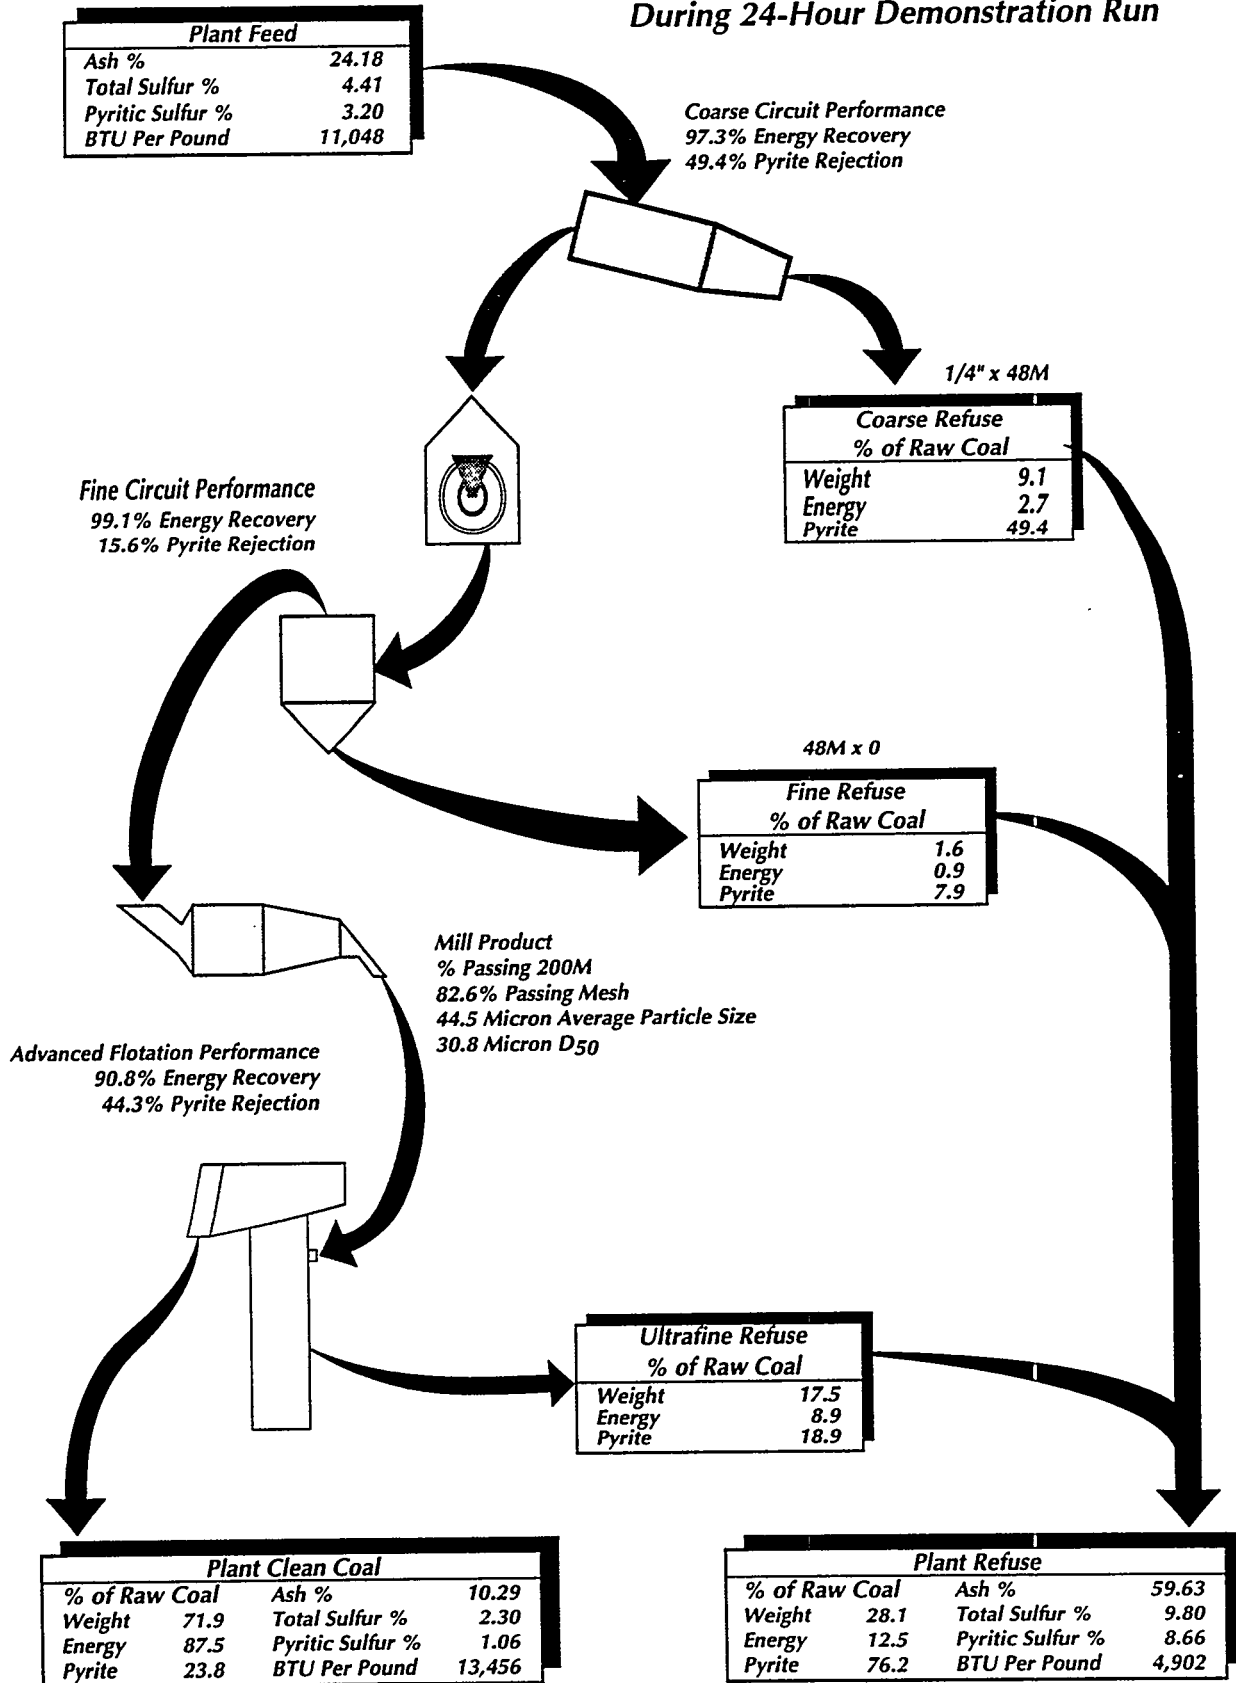 During 24-Hour Demonstration Run
Plant Feed
Ash % 24.18
Total Sulfur % 4.41
Pyritic Sulfur % 3.20
BTU Per Pound 11,048
Coarse Circuit Performance
97.3% Energy Recovery
49.4% Pyrite Rejection
1/4" x 48M
Coarse Refuse
% of Raw Coal
Weight 9.1
Energy 2.7
Pyrite 49.4
Fine Circuit Performance
99.1% Energy Recovery
15.6% Pyrite Rejection
48M x 0
Fine Refuse
% of Raw Coal
Weight 1.6
Energy 0.9
Pyrite 7.9
Mill Product
% Passing 200M
82.6% Passing Mesh
44.5 Micron Average Particle Size
30.8 Micron D50
Advanced Flotation Performance
90.8% Energy Recovery
44.3% Pyrite Rejection
Ultrafine Refuse
% of Raw Coal
Weight 17.5
Energy 8.9
Pyrite 18.9
Plant Clean Coal
% of Raw Coal Ash % 10.29
Weight 71.9 Total Sulfur % 2.30
Energy 87.5 Pyritic Sulfur % 1.06
Pyrite 23.8 BTU Per Pound 13,456
Plant Refuse
% of Raw Coal Ash % 59.63
Weight 28.1 Total Sulfur % 9.80
Energy 12.5 Pyritic Sulfur % 8.66
Pyrite 76.2 BTU Per Pound 4,902